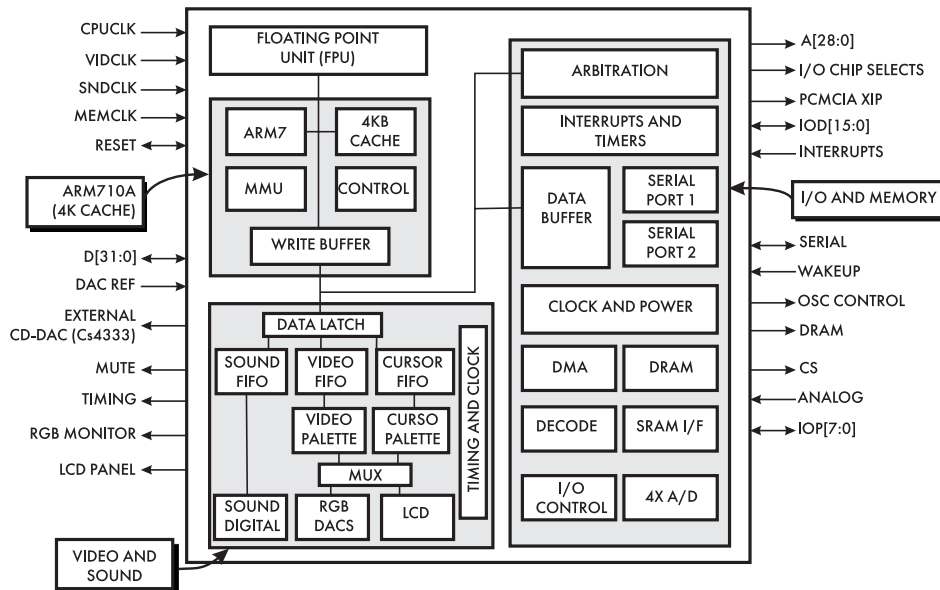 CPUCLK
VIDCLK
SNDCLK
MEMCLK
RESET
ARM710A
(4K CACHE)
D[31:0]
DAC REF
EXTERNAL
CD-DAC (Cs4333)
MUTE
TIMING
RGB MONITOR
LCD PANEL
VIDEO AND
SOUND
FLOATING POINT
UNIT (FPU)
ARM7
4KB
CACHE
MMU
CONTROL
WRITE BUFFER
DATA LATCH
SOUND
FIFO
VIDEO
FIFO
CURSOR
FIFO
VIDEO
PALETTE
CURSO
PALETTE
MUX
SOUND
DIGITAL
RGB
DACS
LCD
TIMING AND CLOCK
ARBITRATION
INTERRUPTS AND
TIMERS
DATA
BUFFER
SERIAL
PORT 1
SERIAL
PORT 2
CLOCK AND POWER
DMA
DRAM
DECODE
SRAM I/F
I/O
CONTROL
4X A/D
A[28:0]
I/O CHIP SELECTS
PCMCIA XIP
IOD[15:0]
INTERRUPTS
I/O AND MEMORY
SERIAL
WAKEUP
OSC CONTROL
DRAM
CS
ANALOG
IOP[7:0]